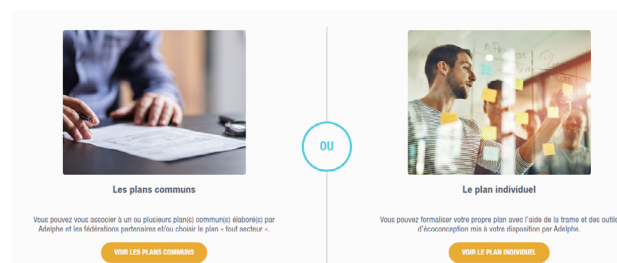 OU
Les plans communs
Vous pouvez vous associer à un ou plusieurs plan(s) commun(s) élaboré(s) par
Adelphe et les fédérations partenaires et/ou choisir le plan « tout secteur ».
VOIR LES PLANS COMMUNS
Le plan individuel
Vous pouvez formaliser votre propre plan avec l'aide de la trame et des outils
d'écoconception mis à votre disposition par Adelphe.
VOIR LE PLAN INDIVIDUEL